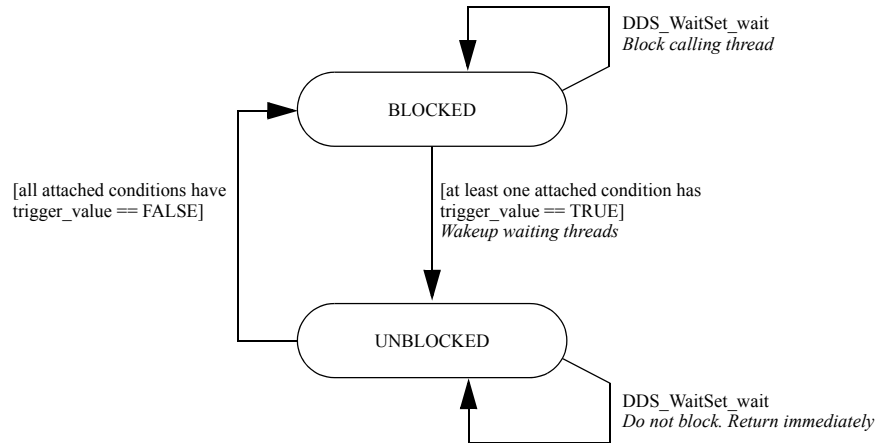 DDS_WaitSet_wait
Block calling thread
BLOCKED
[all attached conditions have
trigger_value == FALSE]
[at least one attached condition has
trigger_value == TRUE]
Wakeup waiting threads
UNBLOCKED
DDS_WaitSet_wait
Do not block. Return immediately